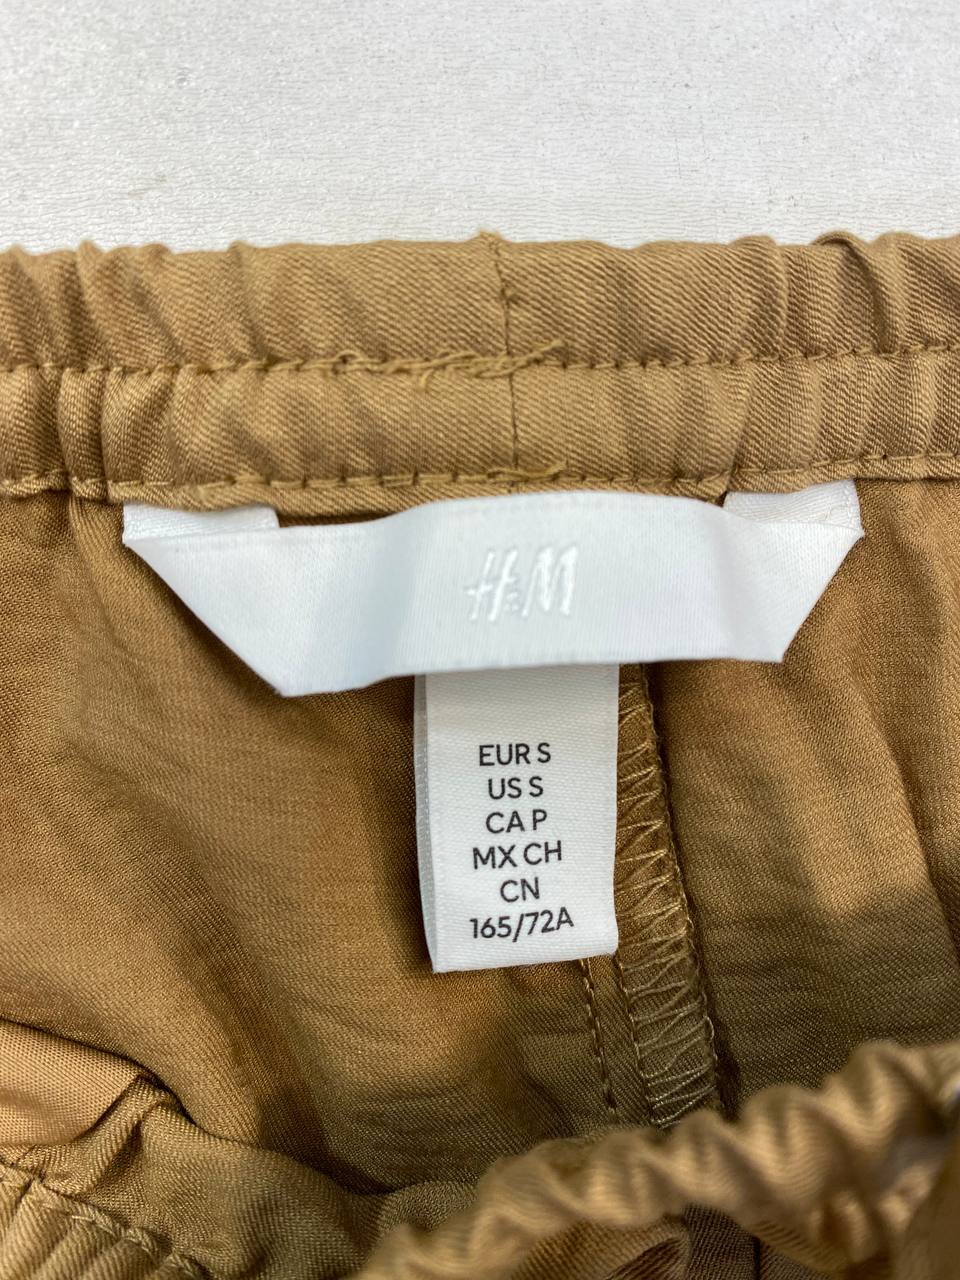 H&M
EUR S
US S
CA P
MX CH
CN
165/72A